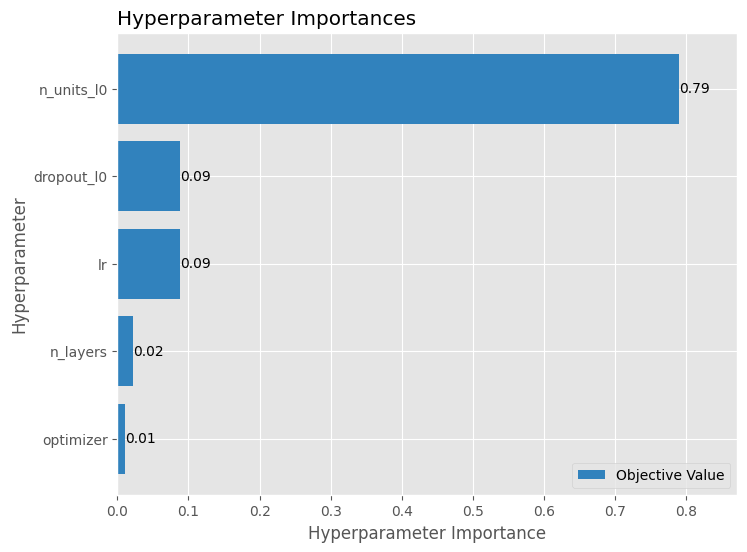 Hyperparameter Importances
Hyperparameter
n_units_l0
0.79
dropout_l0
0.09
lr
0.09
n_layers
0.02
optimizer
0.01
Objective Value
0.0 0.1 0.2 0.3 0.4 0.5 0.6 0.7 0.8
Hyperparameter Importance